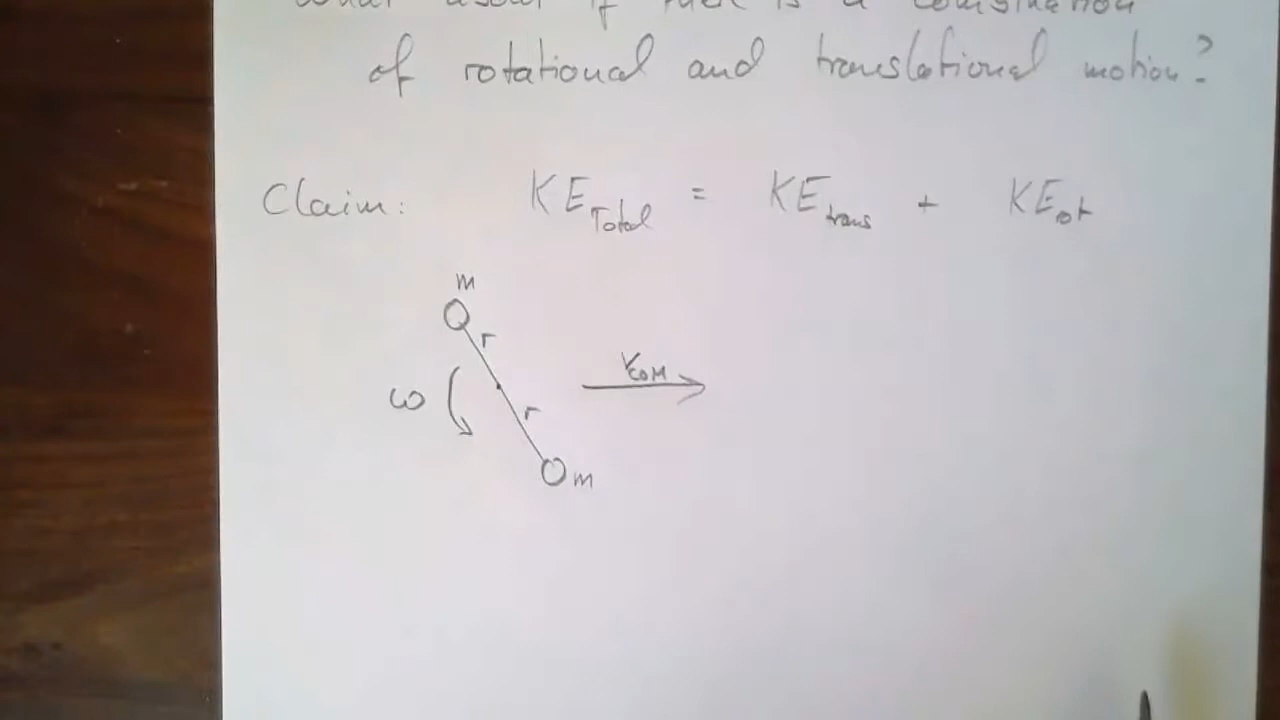 of rotational and translational motion?
Claim: KE_Total = KE_trans + KE_rot
m
r
ω
V_COM
r
m